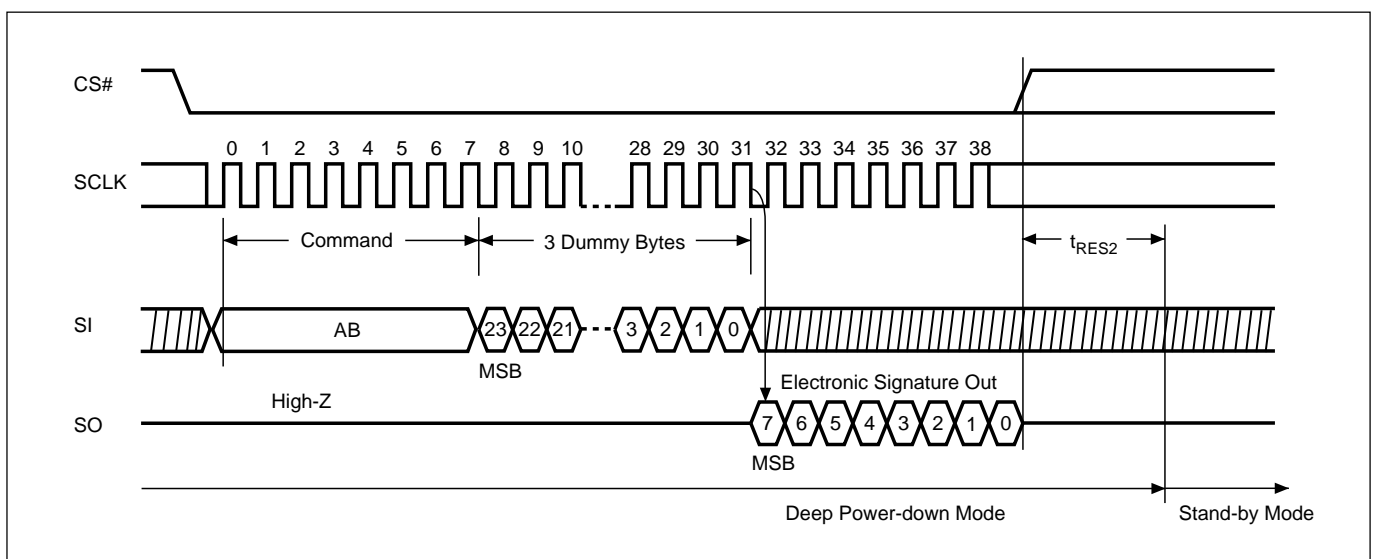 CS#
0 1 2 3 4 5 6 7 8 9 10 28 29 30 31 32 33 34 35 36 37 38
SCLK
Command 3 Dummy Bytes tRES2
SI AB 23 22 21 3 2 1 0
MSB
High-Z Electronic Signature Out
SO 7 6 5 4 3 2 1 0
MSB
Deep Power-down Mode Stand-by Mode